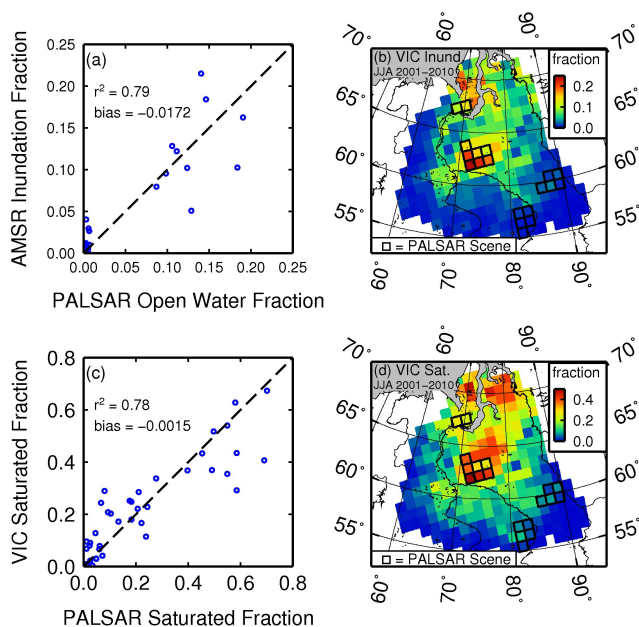 (a)
r² = 0.79
bias = −0.0172
0.25
0.20
0.15
0.10
0.05
0.00
0.00 0.05 0.10 0.15 0.20 0.25
AMSR Inundation Fraction
PALSAR Open Water Fraction
(b) VIC Inund
JJA 2001−2010
fraction
0.2
0.1
0.0
70° 60° 70° 80° 90° 70°
65° 65°
60° 60°
55° 55°
= PALSAR Scene
60° 70° 80° 90°
(c)
r² = 0.78
bias = −0.0015
0.8
0.6
0.4
0.2
0.0
0.0 0.2 0.4 0.6 0.8
VIC Saturated Fraction
PALSAR Saturated Fraction
(d) VIC Sat.
JJA 2001−2010
fraction
0.4
0.2
0.0
70° 60° 70° 80° 90° 70°
65° 65°
60° 60°
55° 55°
= PALSAR Scene
60° 70° 80° 90°